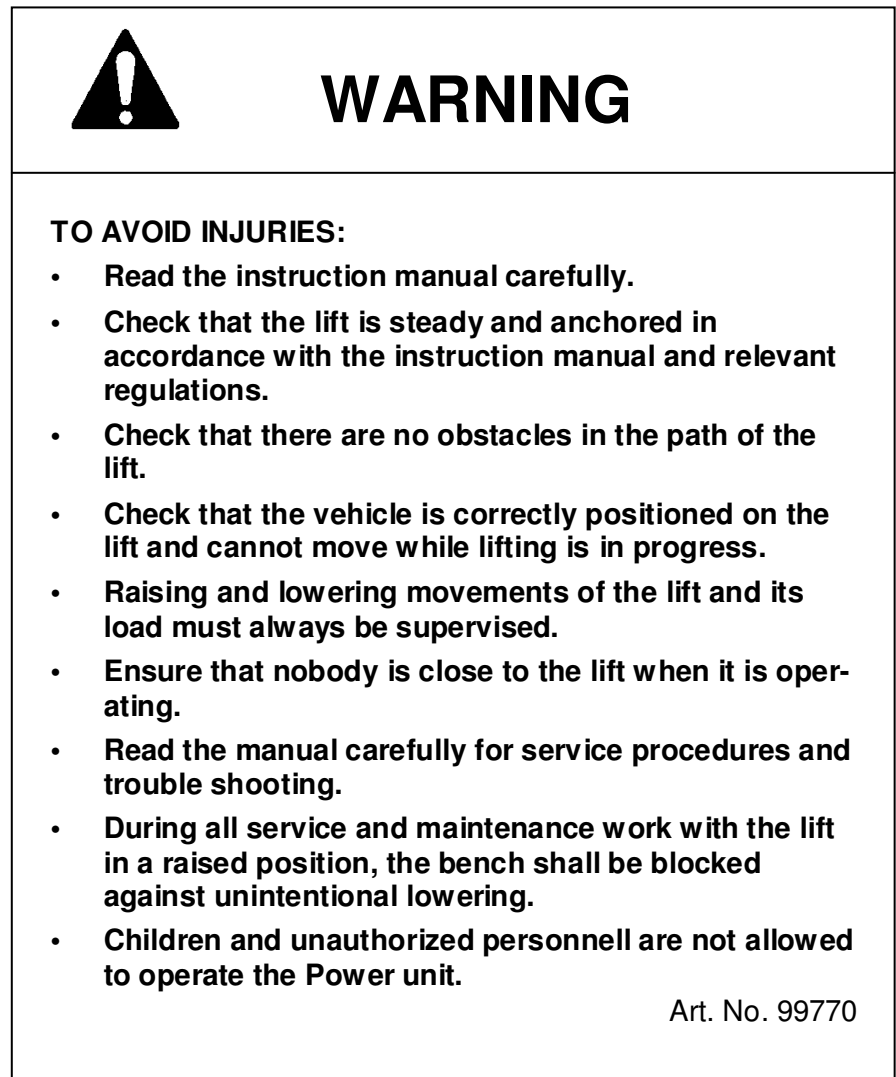 WARNING
TO AVOID INJURIES:
• Read the instruction manual carefully.
• Check that the lift is steady and anchored in
accordance with the instruction manual and relevant
regulations.
• Check that there are no obstacles in the path of the
lift.
• Check that the vehicle is correctly positioned on the
lift and cannot move while lifting is in progress.
• Raising and lowering movements of the lift and its
load must always be supervised.
• Ensure that nobody is close to the lift when it is oper-
ating.
• Read the manual carefully for service procedures and
trouble shooting.
• During all service and maintenance work with the lift
in a raised position, the bench shall be blocked
against unintentional lowering.
• Children and unauthorized personnell are not allowed
to operate the Power unit.
Art. No. 99770